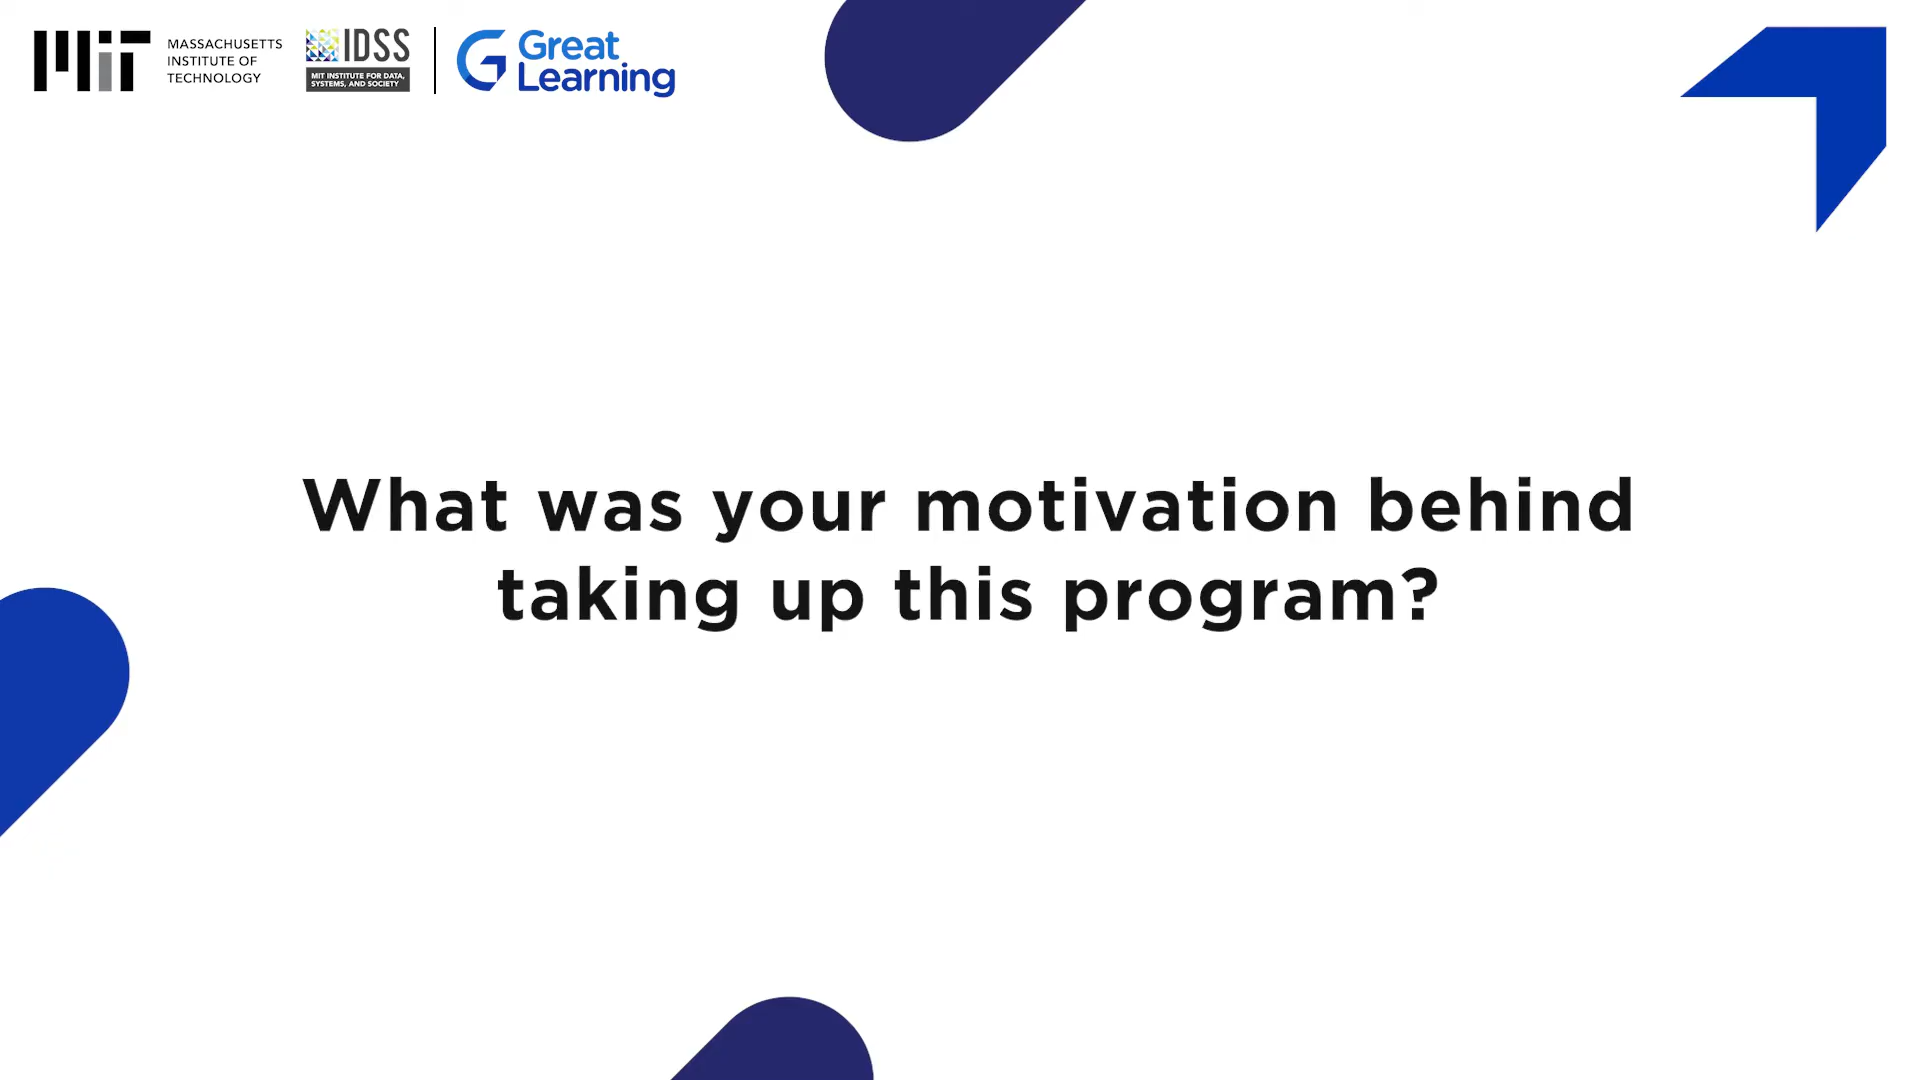 MIT
MASSACHUSETTS
INSTITUTE OF
TECHNOLOGY
IDSS
MIT INSTITUTE FOR DATA,
SYSTEMS, AND SOCIETY
Great
Learning
What was your motivation behind
taking up this program?